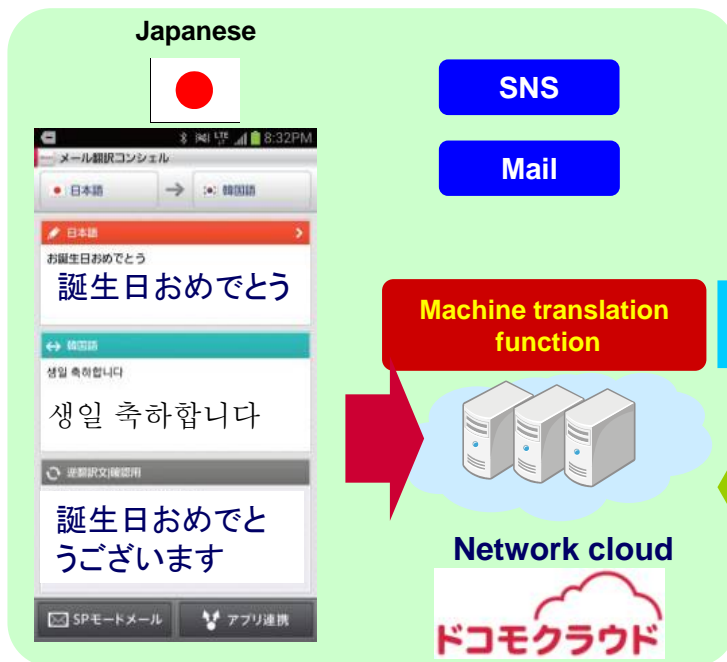 Japanese
8:32PM
メール翻訳コンシェル
日本語
韓国語
日本語
お誕生日おめでとう
誕生日おめでとう
韓国語
생일 축하합니다
생일 축하합니다
逆翻訳文(確認用
誕生日おめでと
うございます
SPモードメール
アプリ連携
SNS
Mail
Machine translation
function
Network cloud
ドコモクラウド